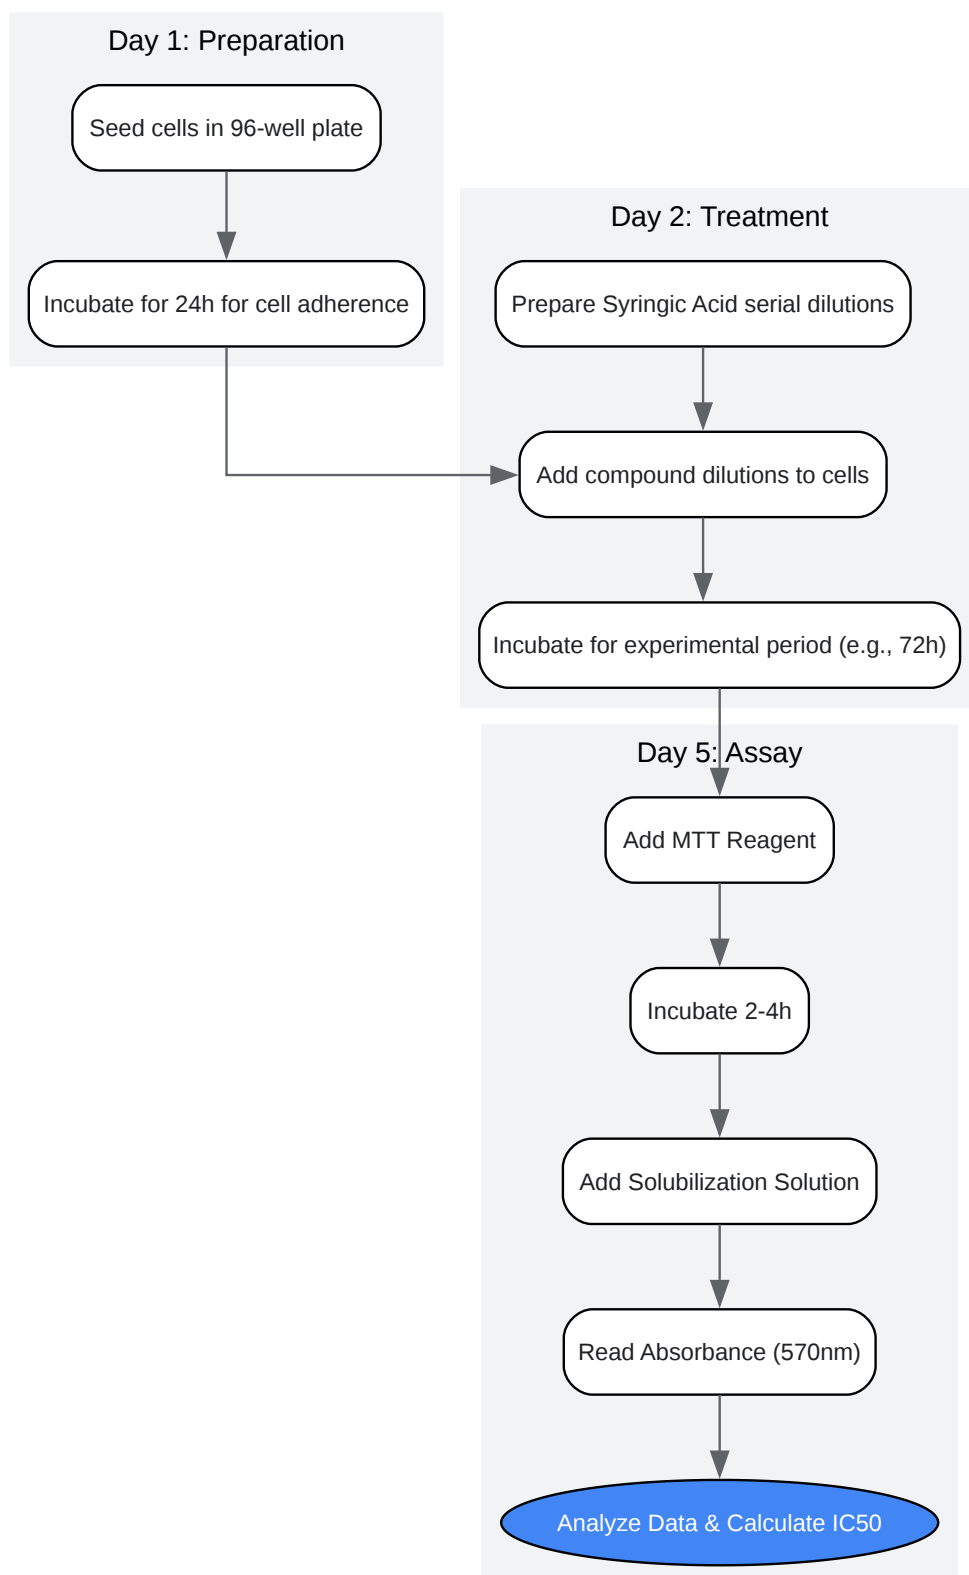 Day 1: Preparation
Seed cells in 96-well plate
Incubate for 24h for cell adherence
Day 2: Treatment
Prepare Syringic Acid serial dilutions
Add compound dilutions to cells
Incubate for experimental period (e.g., 72h)
Day 5: Assay
Add MTT Reagent
Incubate 2-4h
Add Solubilization Solution
Read Absorbance (570nm)
Analyze Data & Calculate IC50